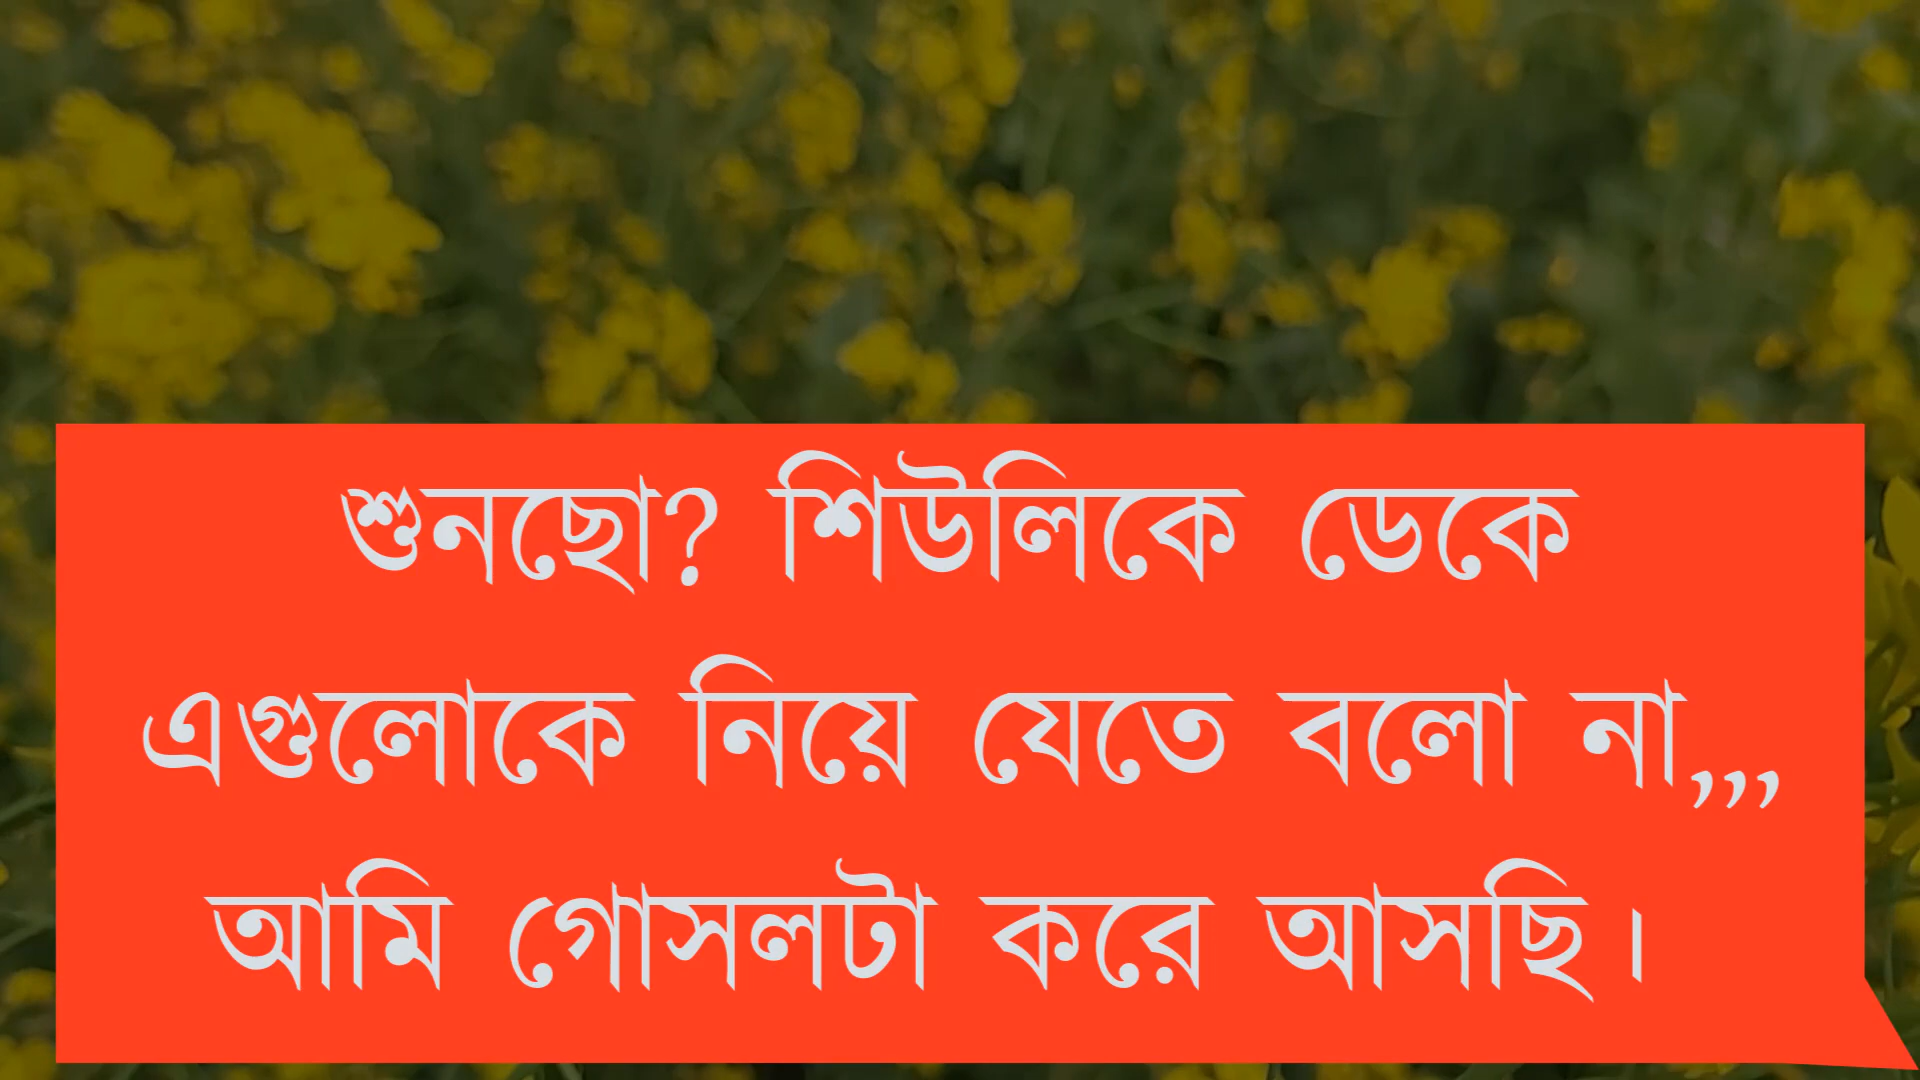 শুনছো? শিউলিকে ডেকে
এগুলোকে নিয়ে যেতে বলো না,,,
আমি গোসলটা করে আসছি।